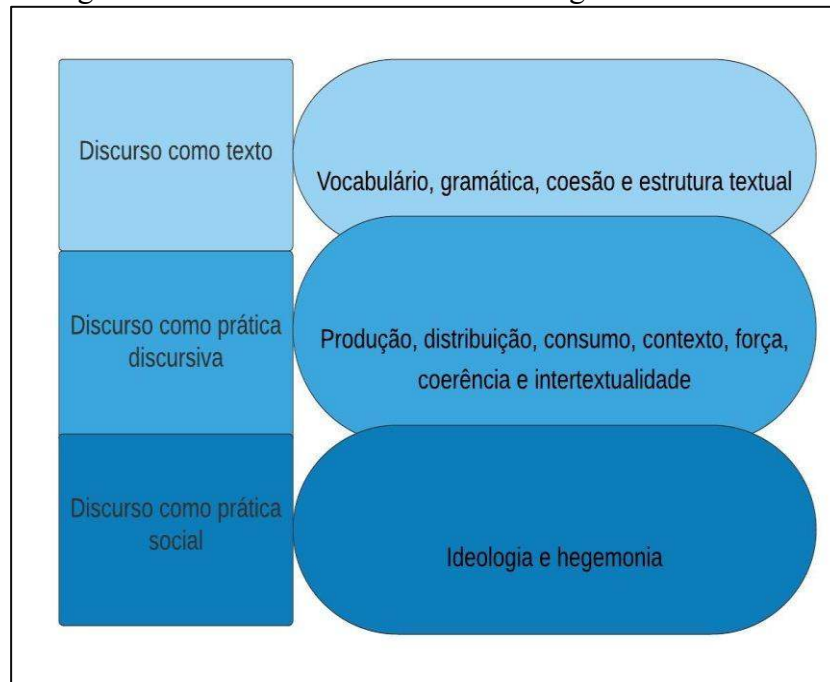 Discurso como texto
Vocabulário, gramática, coesão e estrutura textual
Discurso como prática
discursiva
Produção, distribuição, consumo, contexto, força,
coerência e intertextualidade
Discurso como prática
social
Ideologia e hegemonia